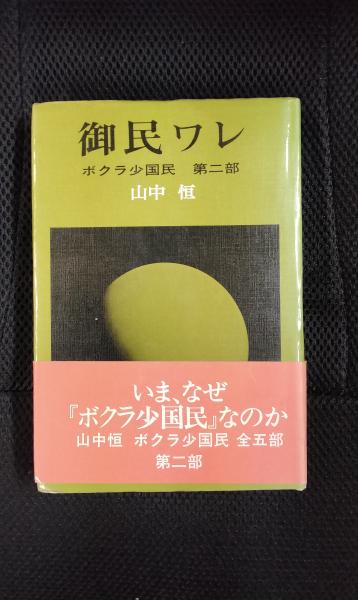 御民ワレ
ボクラ少国民　第二部
山中　恒
いま、なぜ
『ボクラ少国民』なのか
山中恒　ボクラ少国民　全五部
第二部